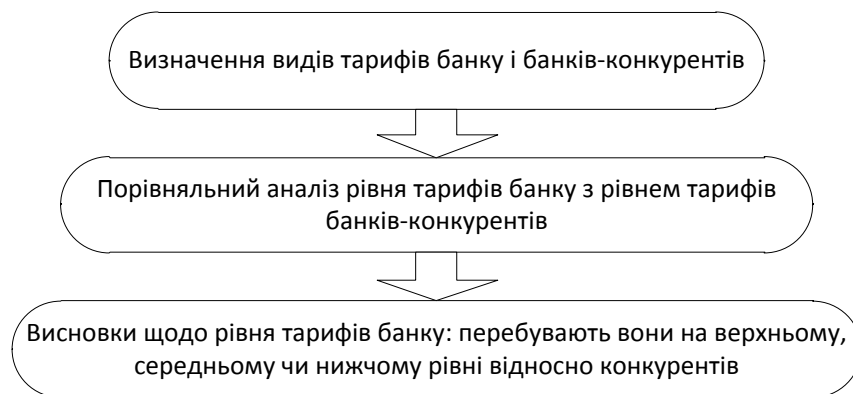 Визначення видів тарифів банку і банків-конкурентів
Порівняльний аналіз рівня тарифів банку з рівнем тарифів
банків-конкурентів
Висновки щодо рівня тарифів банку: перебувають вони на верхньому,
середньому чи нижчому рівні відносно конкурентів